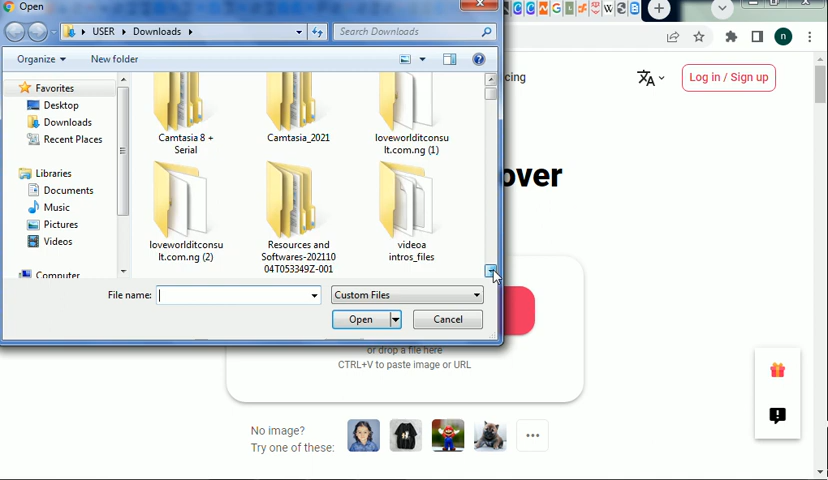 Open
USER Downloads
Search Downloads
Organize
New folder
Favorites
Desktop
Downloads
Recent Places
Libraries
Documents
Music
Pictures
Videos
Computer
Camtasia 8 +
Serial
Camtasia_2021
loveworlditconsu
lt.com.ng (1)
loveworlditconsu
lt.com.ng (2)
Resources and
Softwares-202110
04T053349Z-001
videoa
intros_files
File name:
Custom Files
Open
Cancel
n
cing
Log in / Sign up
over
or drop a file here
CTRL+V to paste image or URL
No image?
Try one of these: